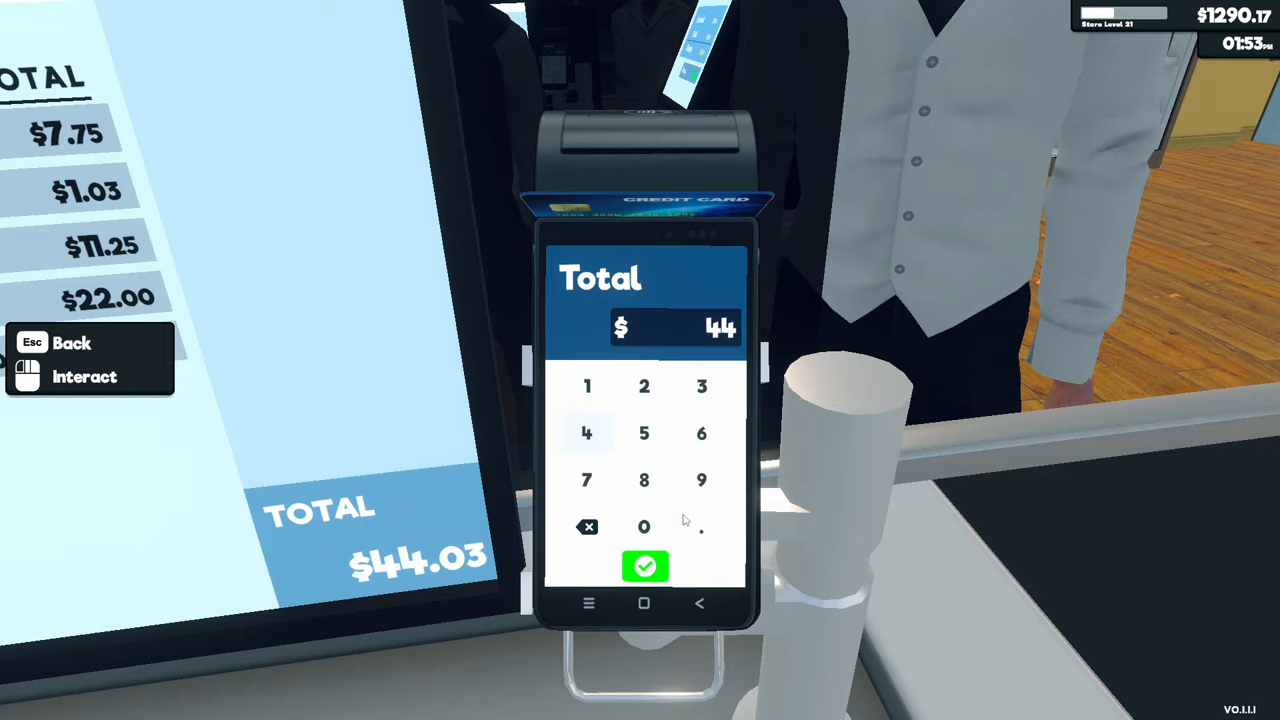 Store Level 21
$1290.17
01:53PM
OTAL
$7.75
$1.03
$11.25
$22.00
Esc Back
Interact
TOTAL
$44.03
CREDIT CARD
Total
$ 44
1 2 3
4 5 6
7 8 9
0 .
V0.1.1.1